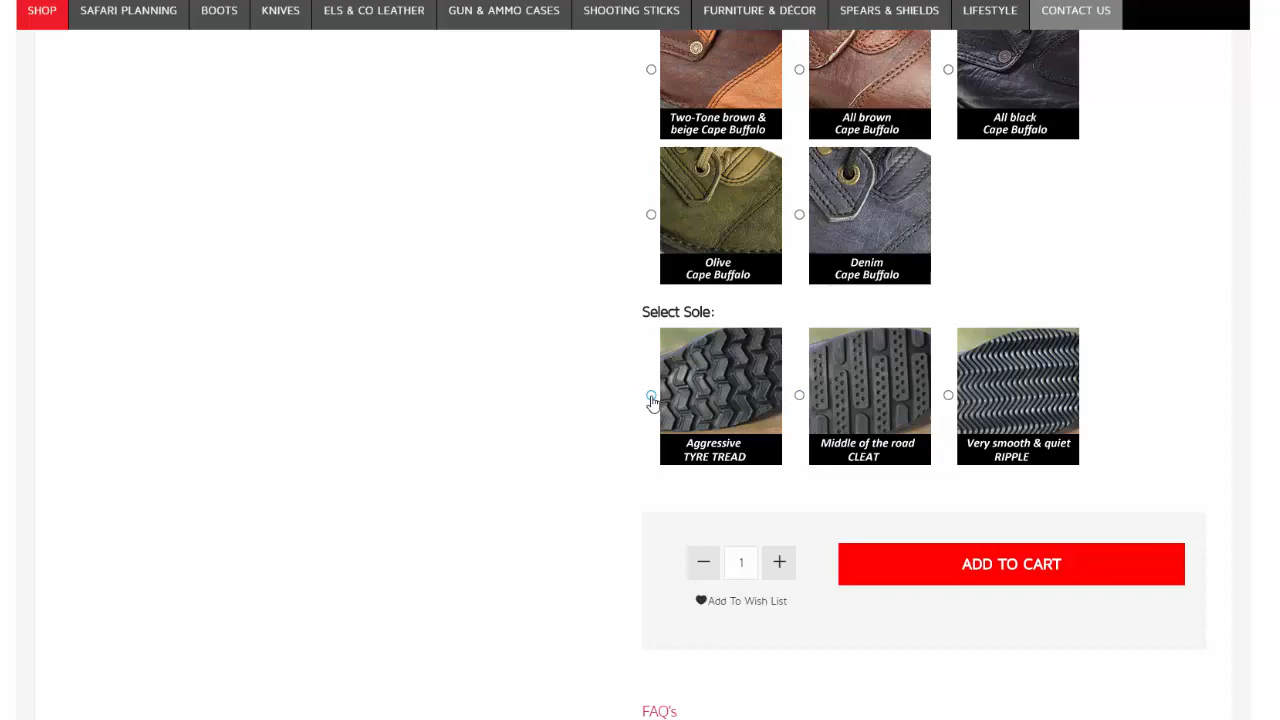 SHOP SAFARI PLANNING BOOTS KNIVES ELS & CO LEATHER GUN & AMMO CASES SHOOTING STICKS FURNITURE & DÉCOR SPEARS & SHIELDS LIFESTYLE CONTACT US
Two-Tone brown &
beige Cape Buffalo
All brown
Cape Buffalo
All black
Cape Buffalo
Olive
Cape Buffalo
Denim
Cape Buffalo
Select Sole:
Aggressive
TYRE TREAD
Middle of the road
CLEAT
Very smooth & quiet
RIPPLE
1
ADD TO CART
Add To Wish List
FAQ's